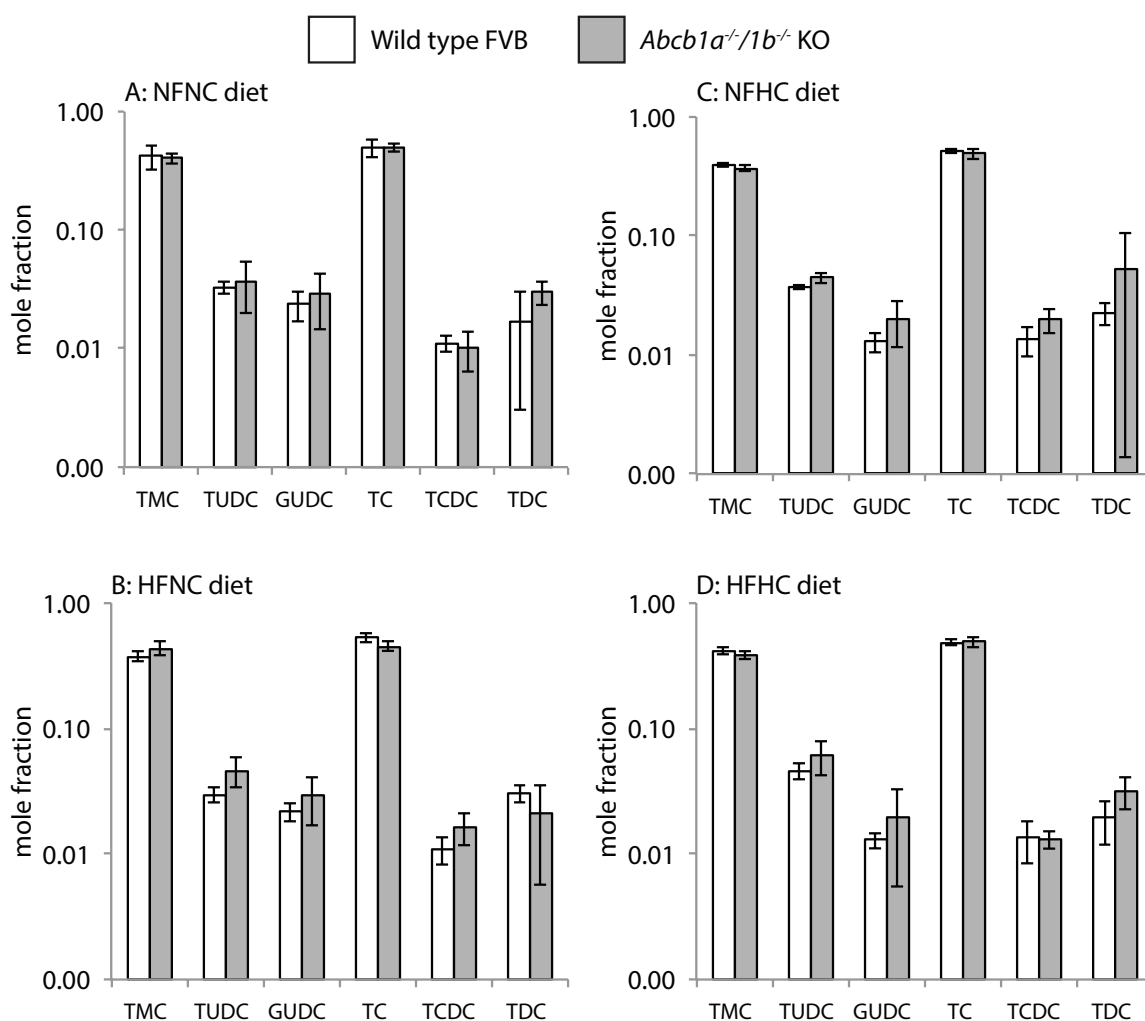 Wild type FVB
Abcb1a-/-/1b-/- KO
A: NFNC diet
mole fraction
1.00
0.10
0.01
0.00
TMC TUDC GUDC TC TCDC TDC
C: NFHC diet
mole fraction
1.00
0.10
0.01
0.00
TMC TUDC GUDC TC TCDC TDC
B: HFNC diet
mole fraction
1.00
0.10
0.01
0.00
TMC TUDC GUDC TC TCDC TDC
D: HFHC diet
mole fraction
1.00
0.10
0.01
0.00
TMC TUDC GUDC TC TCDC TDC